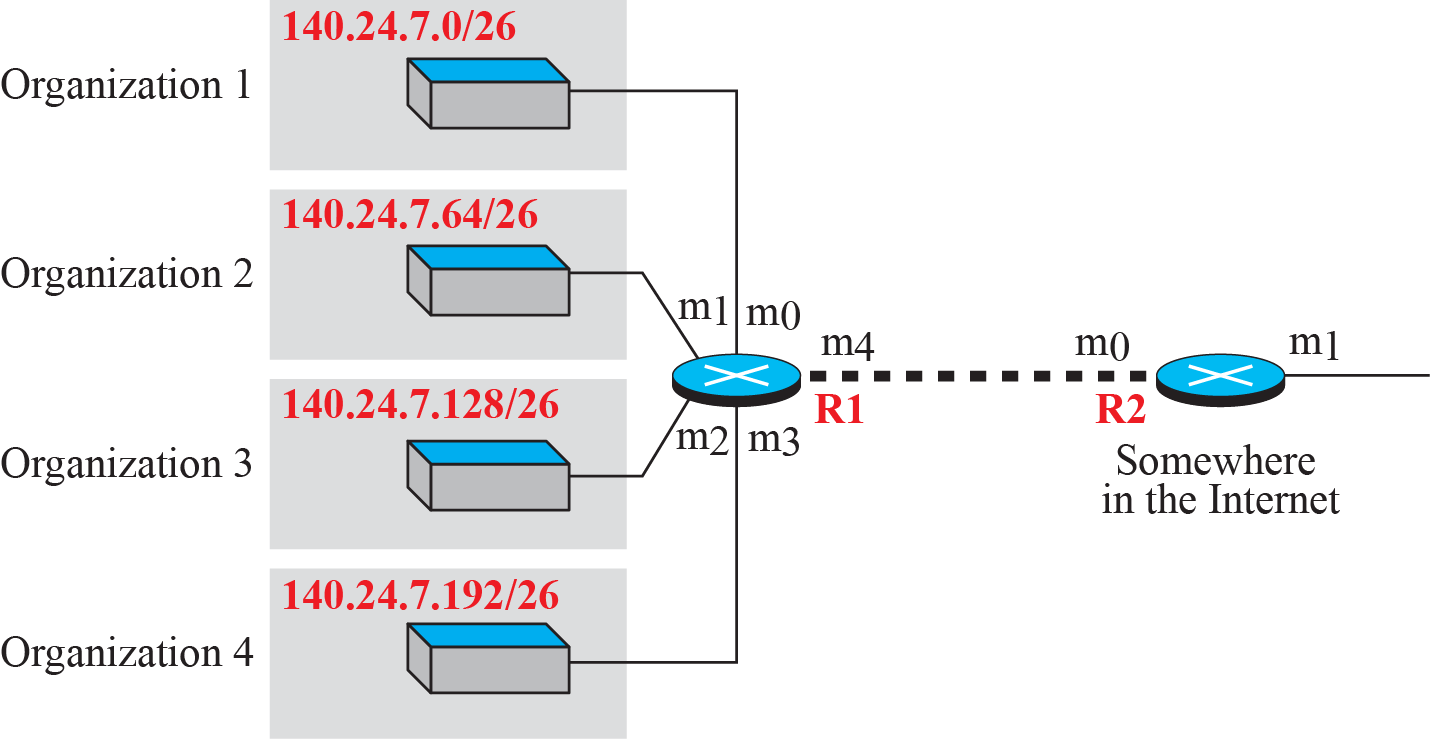 140.24.7.0/26
Organization 1
140.24.7.64/26
Organization 2
m1 m0
m4
m0
m1
140.24.7.128/26
R1
R2
m2 m3
Organization 3
Somewhere
in the Internet
140.24.7.192/26
Organization 4